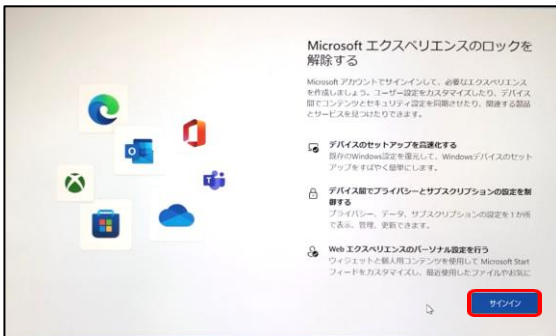 Microsoft エクスペリエンスのロックを
解除する
Microsoft アカウントでサインインして、必要なエクスペリエンス
を作成しましょう。ユーザー設定をカスタマイズしたり、デバイス
間でコンテンツとセキュリティ設定を同期させたり、関連する製品
とサービスを見つけたりできます。
デバイスのセットアップを高速化する
既存のWindows設定を復元して、Windowsデバイスのセット
アップをすばやく簡単にします。
デバイス間でプライバシーとサブスクリプションの設定を制
御する
プライバシー、データ、サブスクリプションの設定を 1 か所
で表示、管理、更新できます。
Web エクスペリエンスのパーソナル設定を行う
ウィジェットと個人用コンテンツを使用して Microsoft Start
フィードをカスタマイズし、最近使用したファイルやお気に
サインイン